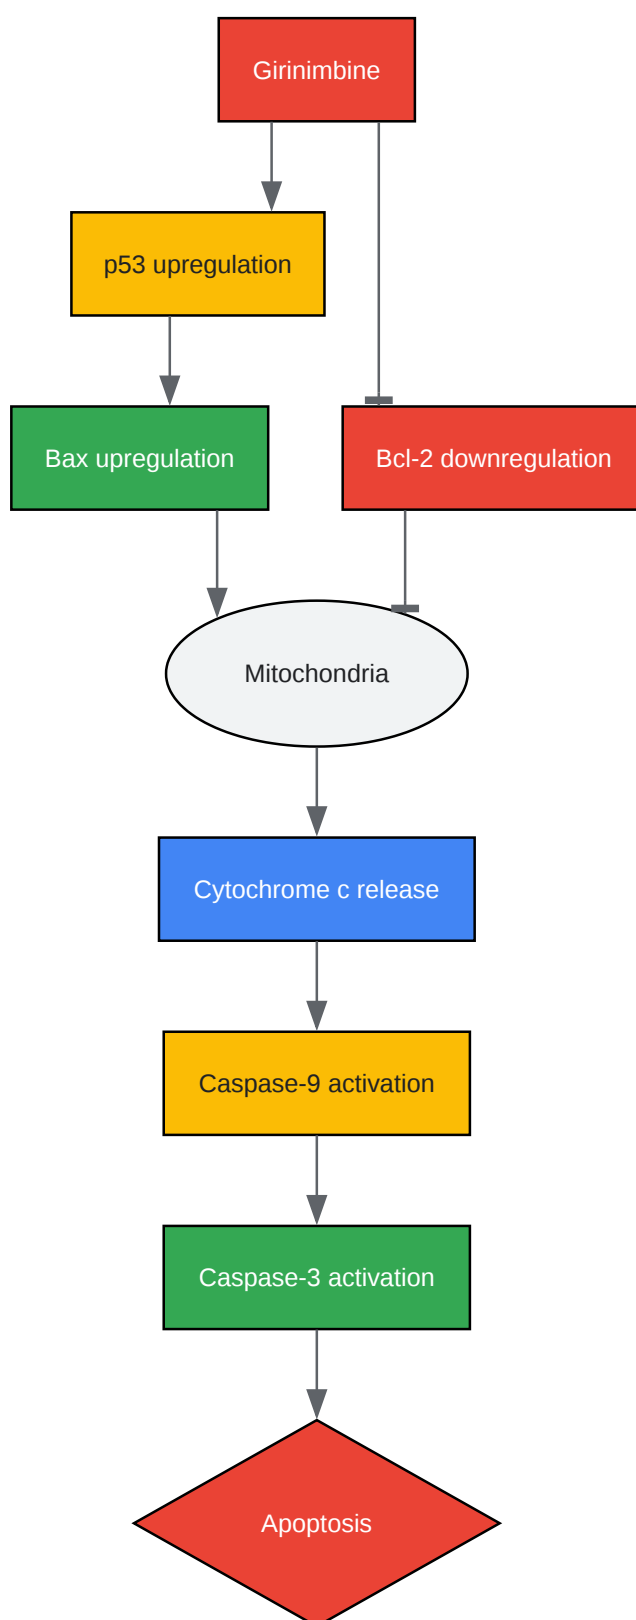 Girinimbine
p53 upregulation
Bax upregulation
Bcl-2 downregulation
Mitochondria
Cytochrome c release
Caspase-9 activation
Caspase-3 activation
Apoptosis